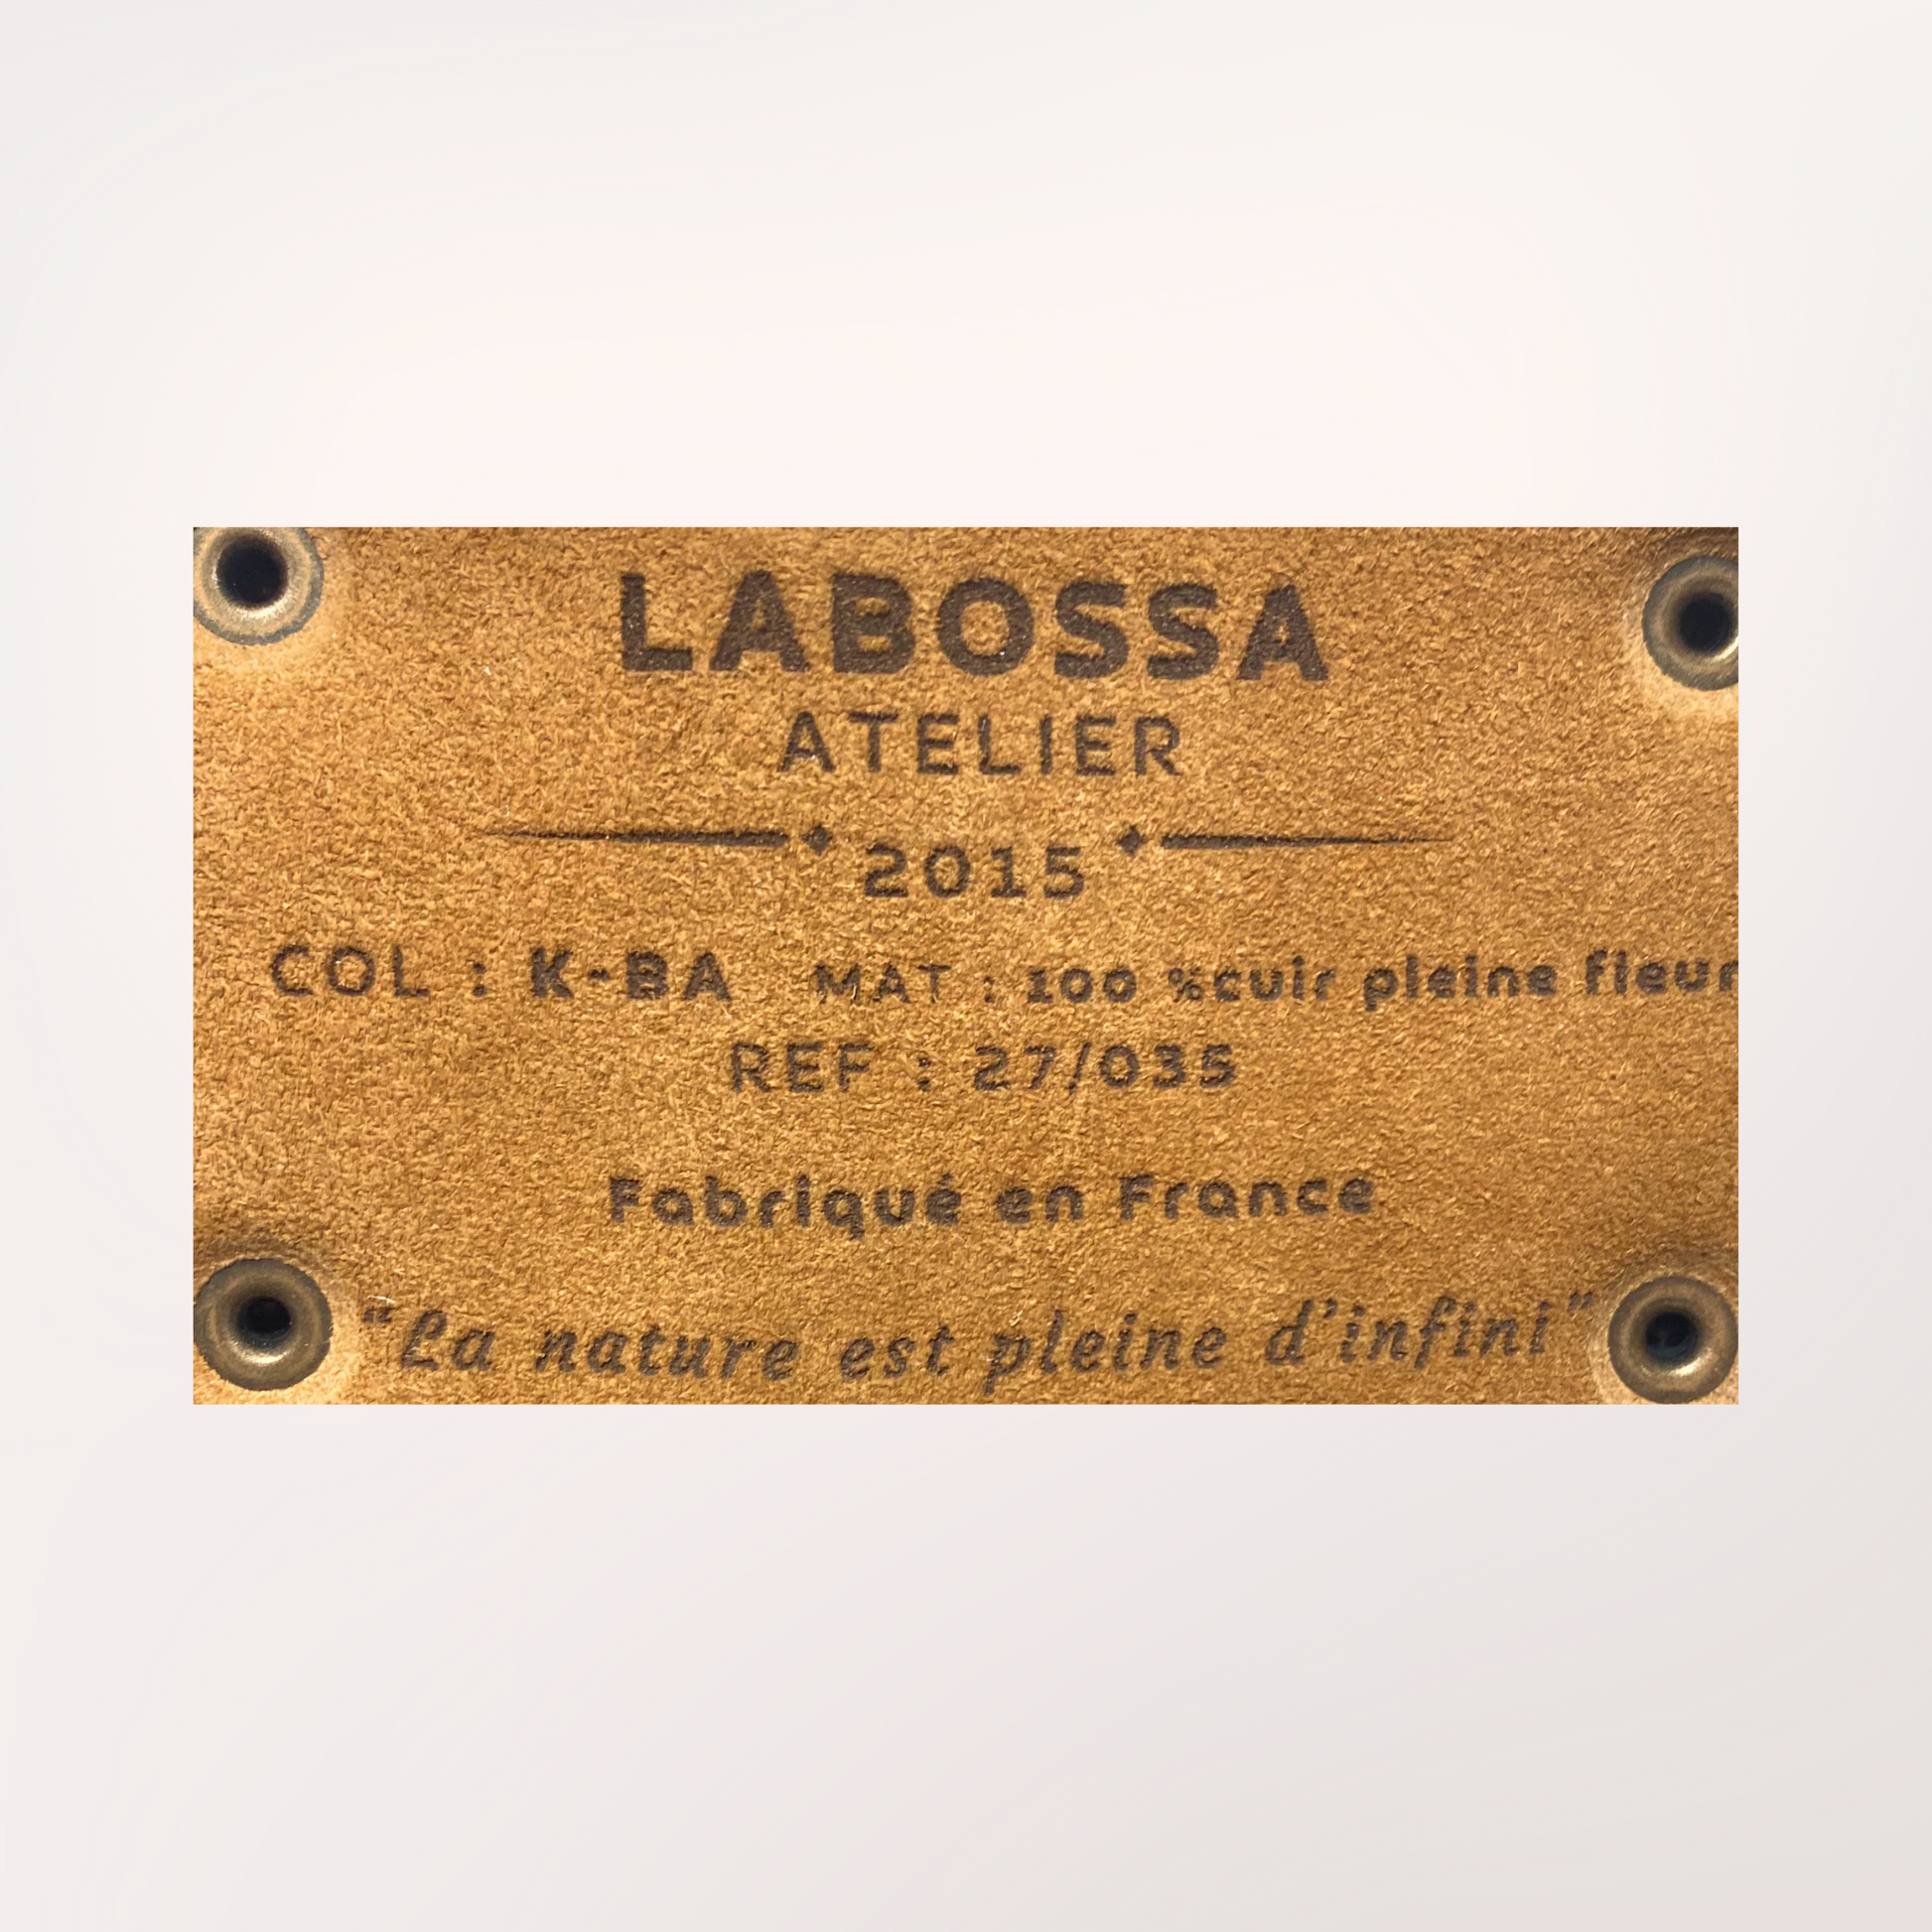 LABOSSA
ATELIER
2015
COL : K-BA MAT : 100 %cuir pleine fleur
REF : 27/035
Fabriqué en France
"La nature est pleine d'infini"